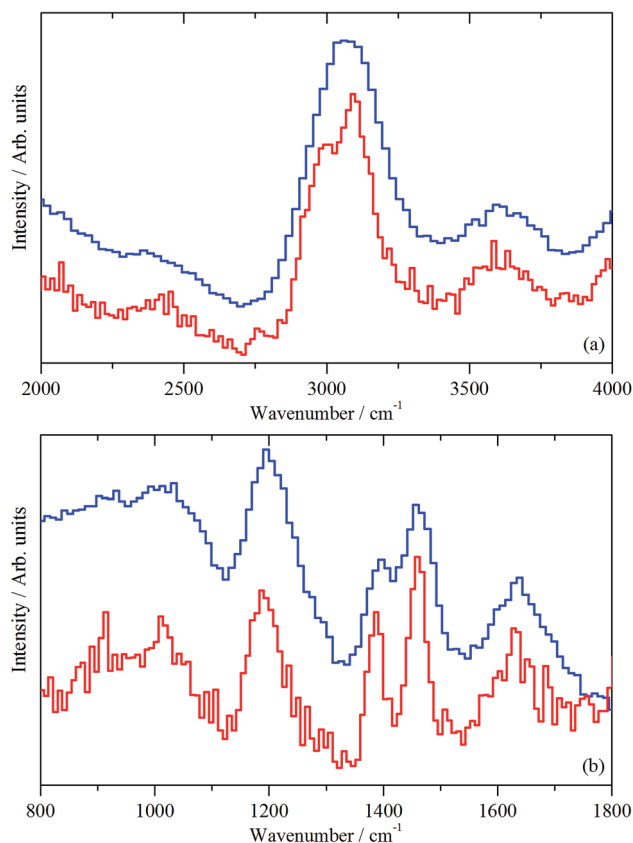 Intensity / Arb. units
(a)
2000 2500 3000 3500 4000
Wavenumber / cm⁻¹
Intensity / Arb. units
(b)
800 1000 1200 1400 1600 1800
Wavenumber / cm⁻¹